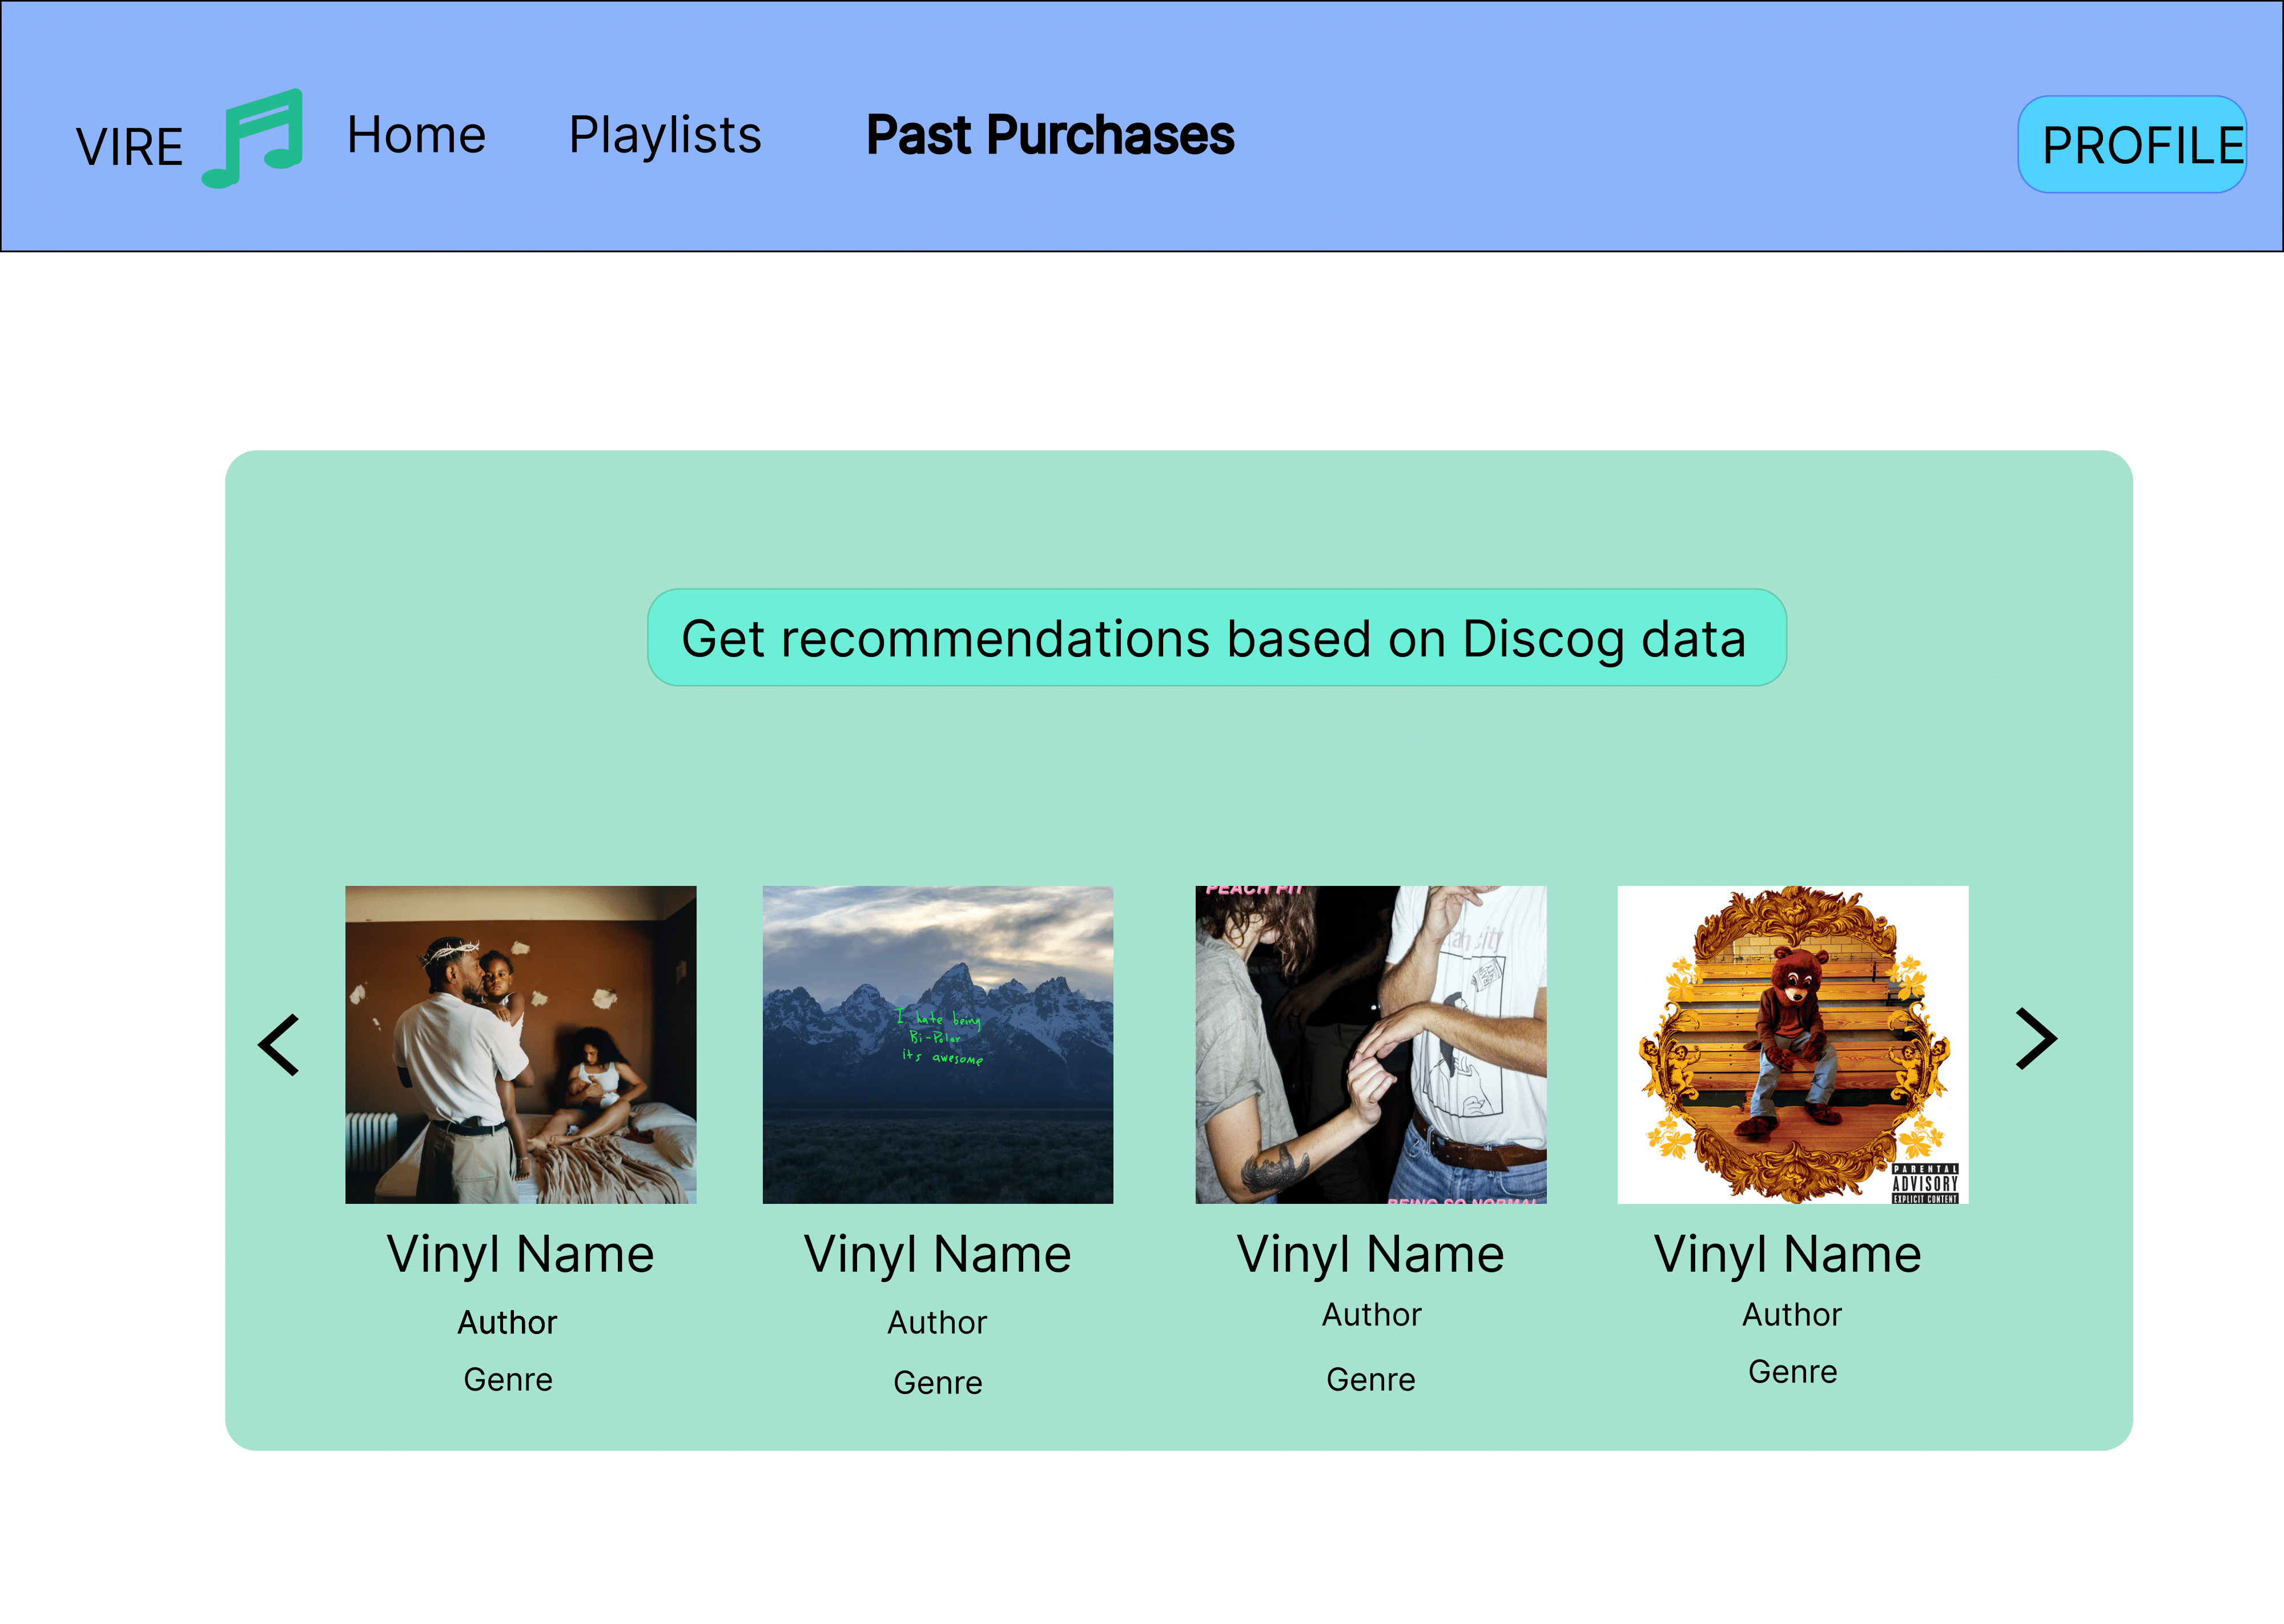 VIRE
Home
Playlists
Past Purchases
PROFILE
Get recommendations based on Discog data
PEACH PIT
I hate being
Bi-Polar
its awesome
BEING SO NORMAL
PARENTAL
ADVISORY
EXPLICIT CONTENT
Vinyl Name
Vinyl Name
Vinyl Name
Vinyl Name
Author
Author
Author
Author
Genre
Genre
Genre
Genre